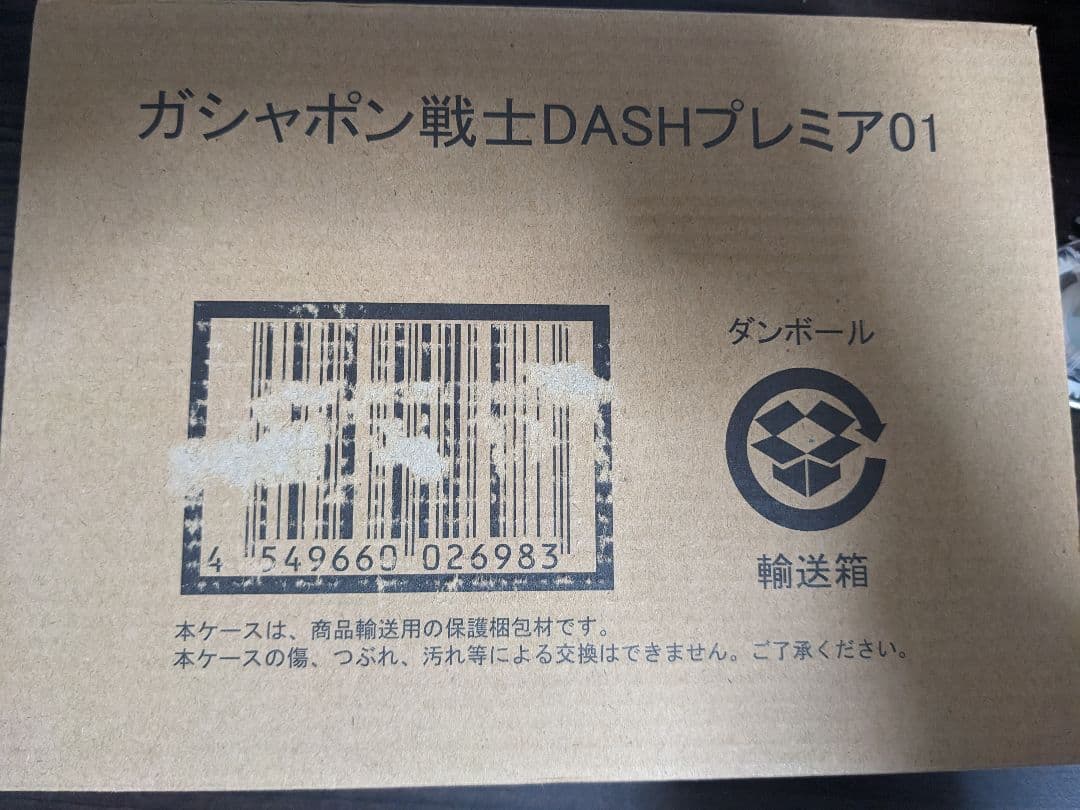 ガシャポン戦士DASHプレミア01
ダンボール
4 549660 026983
輸送箱
本ケースは、商品輸送用の保護梱包材です。
本ケースの傷、つぶれ、汚れ等による交換はできません。ご了承ください。